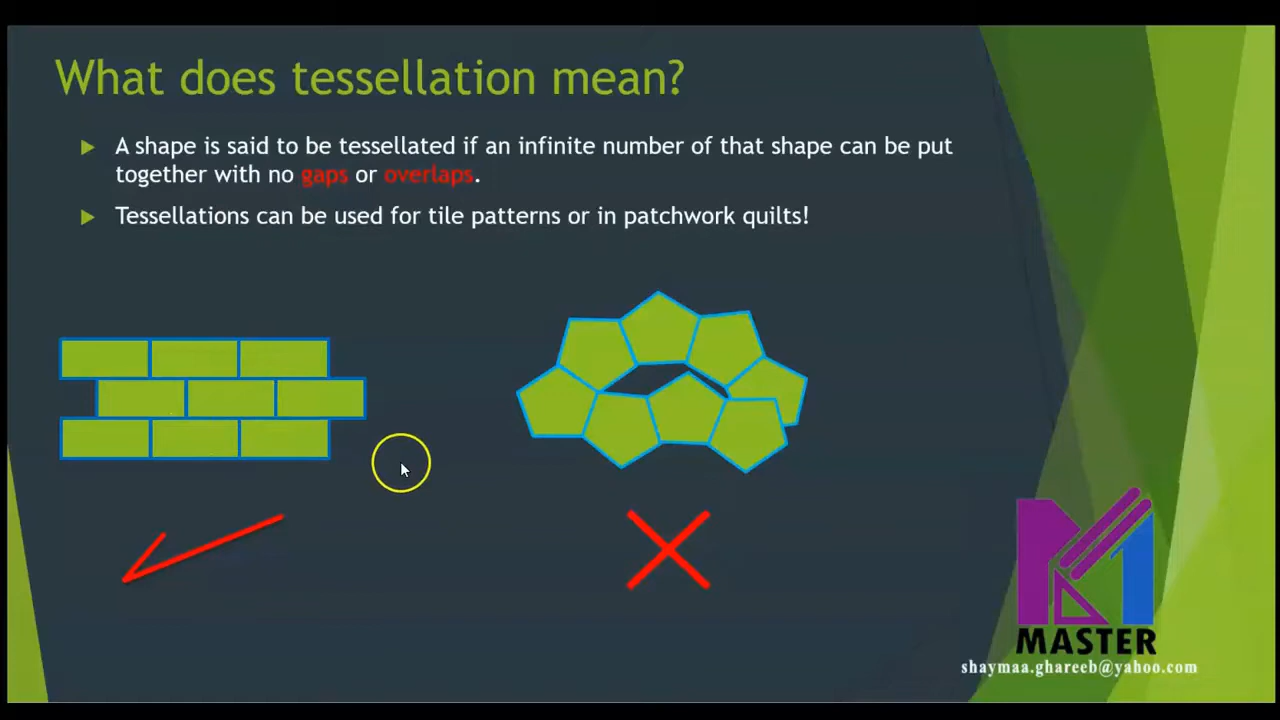 What does tessellation mean?
A shape is said to be tessellated if an infinite number of that shape can be put
together with no gaps or overlaps.
Tessellations can be used for tile patterns or in patchwork quilts!
MASTER
shaymaa.ghareeb@yahoo.com